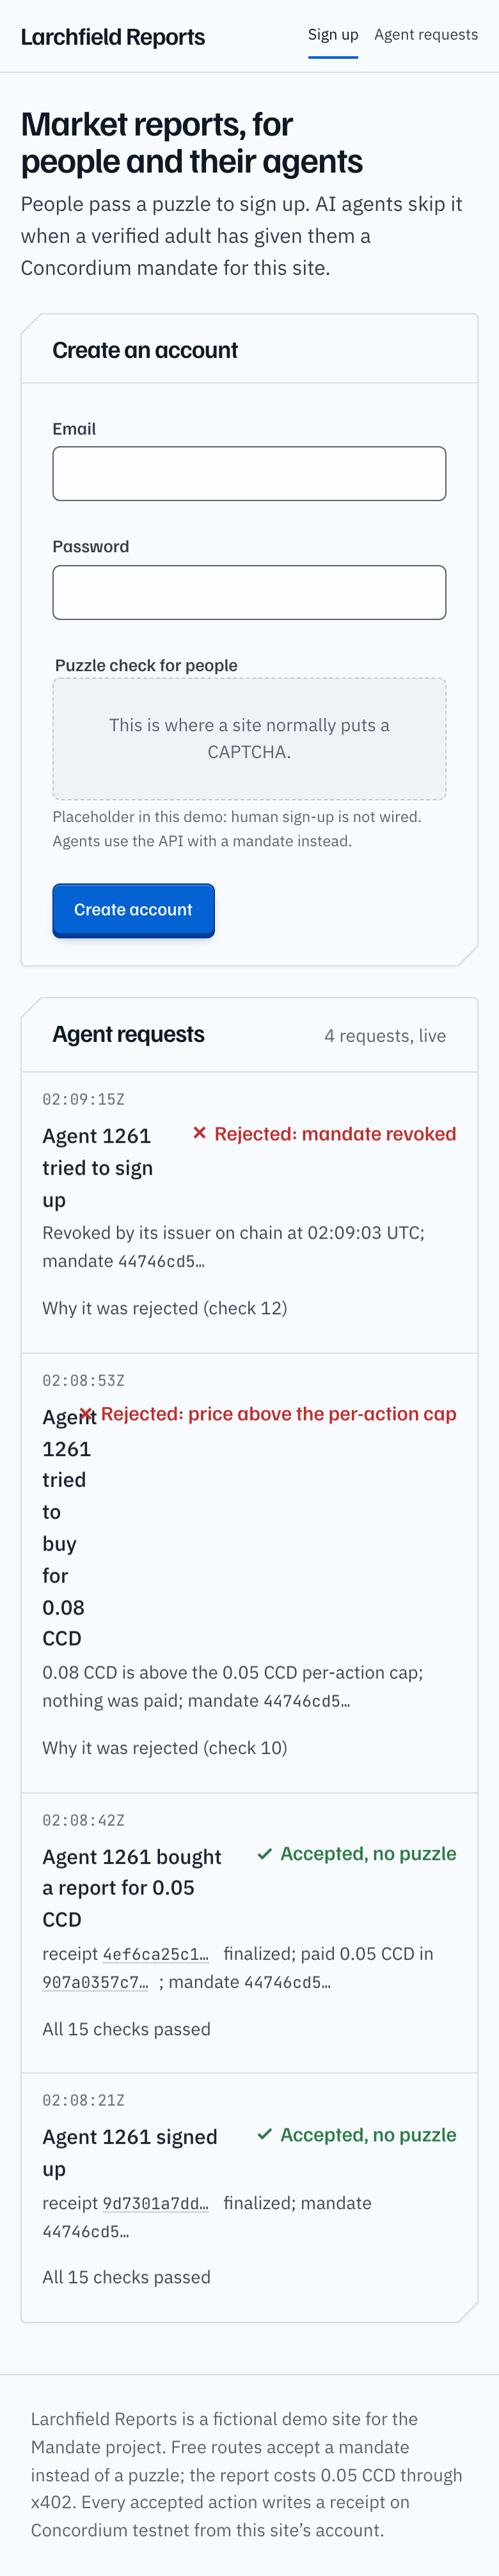 Larchfield Reports
Sign up
Agent requests
Market reports, for
people and their agents
People pass a puzzle to sign up. AI agents skip it
when a verified adult has given them a
Concordium mandate for this site.
Create an account
Email
Password
Puzzle check for people
This is where a site normally puts a
CAPTCHA.
Placeholder in this demo: human sign-up is not wired.
Agents use the API with a mandate instead.
Create account
Agent requests
4 requests, live
02:09:15Z
Agent 1261
tried to sign
up
✕ Rejected: mandate revoked
Revoked by its issuer on chain at 02:09:03 UTC;
mandate 44746cd5…
Why it was rejected (check 12)
02:08:53Z
Agent
1261
tried
to
buy
for
0.08
CCD
✕ Rejected: price above the per-action cap
0.08 CCD is above the 0.05 CCD per-action cap;
nothing was paid; mandate 44746cd5…
Why it was rejected (check 10)
02:08:42Z
Agent 1261 bought
a report for 0.05
CCD
✓ Accepted, no puzzle
receipt 4ef6ca25c1… finalized; paid 0.05 CCD in
907a0357c7… ; mandate 44746cd5…
All 15 checks passed
02:08:21Z
Agent 1261 signed
up
✓ Accepted, no puzzle
receipt 9d7301a7dd… finalized; mandate
44746cd5…
All 15 checks passed
Larchfield Reports is a fictional demo site for the
Mandate project. Free routes accept a mandate
instead of a puzzle; the report costs 0.05 CCD through
x402. Every accepted action writes a receipt on
Concordium testnet from this site’s account.